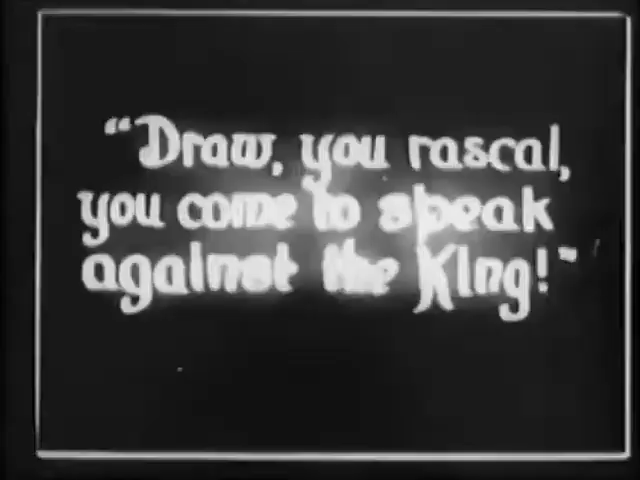 "Draw, you rascal,
you come to speak
against the King!"